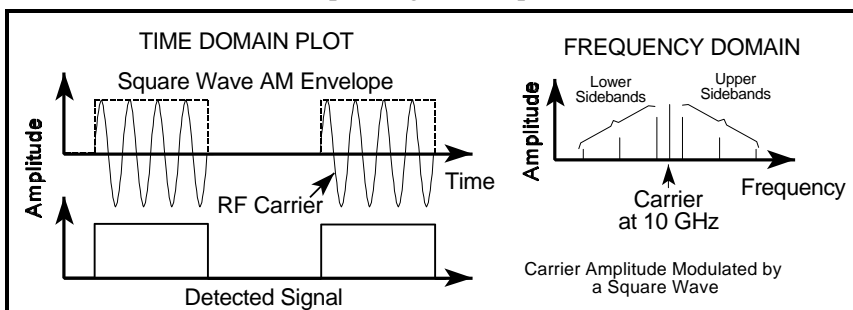 TIME DOMAIN PLOT
Square Wave AM Envelope
Amplitude
Time
RF Carrier
Detected Signal
FREQUENCY DOMAIN
Lower
Sidebands
Upper
Sidebands
Amplitude
Frequency
Carrier
at 10 GHz
Carrier Amplitude Modulated by
a Square Wave